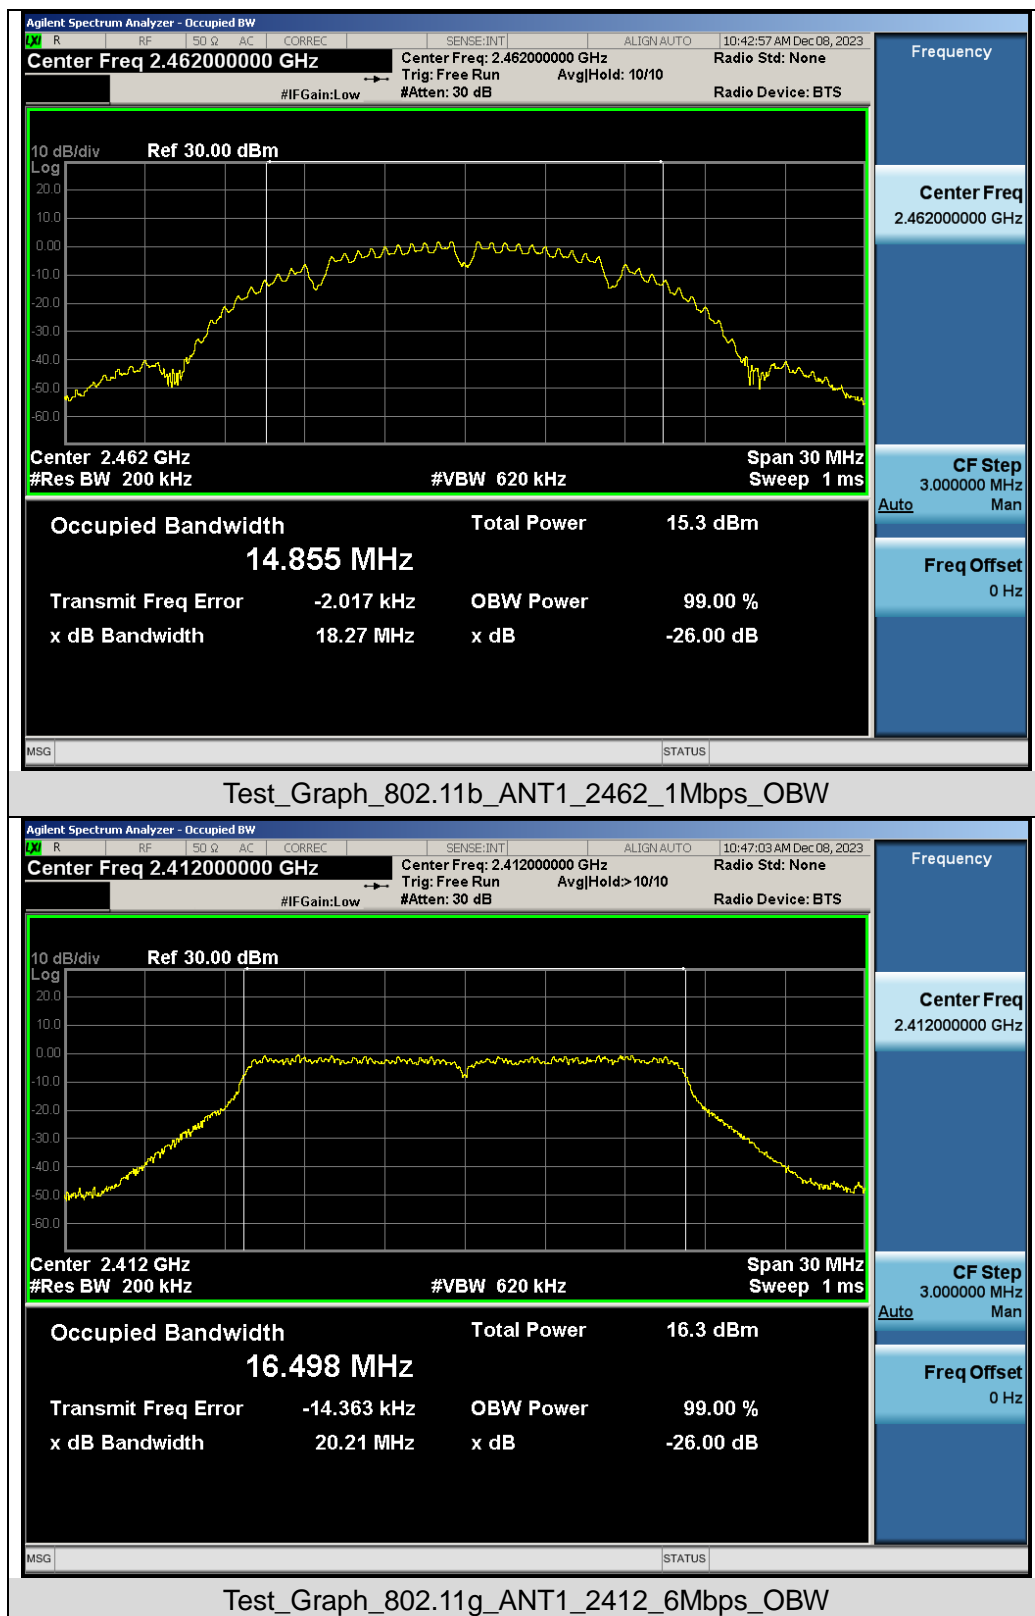 Agilent Spectrum Analyzer - Occupied BW
LXI R RF 50 Ω AC CORREC SENSE:INT ALIGN AUTO 10:42:57 AM Dec 08, 2023
Center Freq 2.462000000 GHz
Center Freq: 2.462000000 GHz
Radio Std: None
Trig: Free Run Avg|Hold: 10/10
#IFGain:Low
#Atten: 30 dB
Radio Device: BTS
Frequency
10 dB/div Ref 30.00 dBm
Log
20.0
10.0
0.00
-10.0
-20.0
-30.0
-40.0
-50.0
-60.0
Center 2.462 GHz Span 30 MHz
#Res BW 200 kHz #VBW 620 kHz Sweep 1 ms
Center Freq
2.462000000 GHz
CF Step
3.000000 MHz
Auto Man
Freq Offset
0 Hz
Occupied Bandwidth Total Power 15.3 dBm
14.855 MHz
Transmit Freq Error -2.017 kHz OBW Power 99.00 %
x dB Bandwidth 18.27 MHz x dB -26.00 dB
MSG STATUS
Test_Graph_802.11b_ANT1_2462_1Mbps_OBW
Agilent Spectrum Analyzer - Occupied BW
LXI R RF 50 Ω AC CORREC SENSE:INT ALIGN AUTO 10:47:03 AM Dec 08, 2023
Center Freq 2.412000000 GHz
Center Freq: 2.412000000 GHz
Radio Std: None
Trig: Free Run Avg|Hold:> 10/10
#IFGain:Low
#Atten: 30 dB
Radio Device: BTS
Frequency
10 dB/div Ref 30.00 dBm
Log
20.0
10.0
0.00
-10.0
-20.0
-30.0
-40.0
-50.0
-60.0
Center 2.412 GHz Span 30 MHz
#Res BW 200 kHz #VBW 620 kHz Sweep 1 ms
Center Freq
2.412000000 GHz
CF Step
3.000000 MHz
Auto Man
Freq Offset
0 Hz
Occupied Bandwidth Total Power 16.3 dBm
16.498 MHz
Transmit Freq Error -14.363 kHz OBW Power 99.00 %
x dB Bandwidth 20.21 MHz x dB -26.00 dB
MSG STATUS
Test_Graph_802.11g_ANT1_2412_6Mbps_OBW